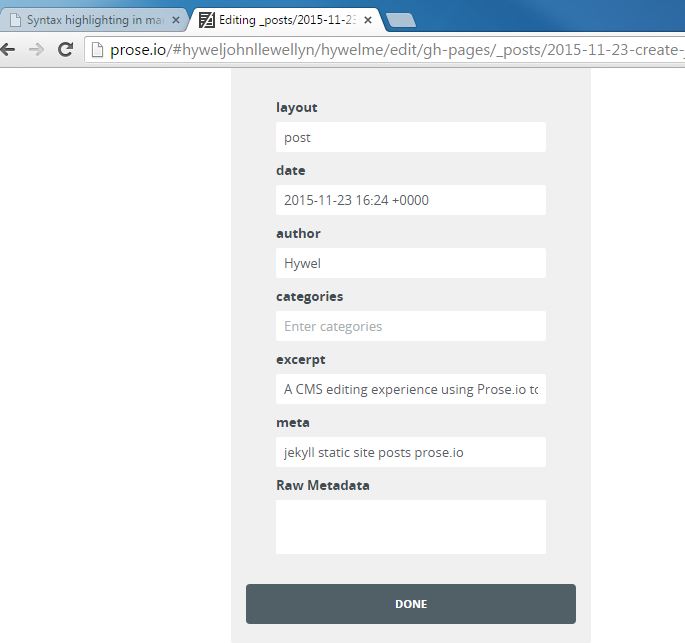 Syntax highlighting in ma
Editing _posts/2015-11-23
prose.io/#hyweljohnllewellyn/hywelme/edit/gh-pages/_posts/2015-11-23-create-
layout
post
date
2015-11-23 16:24 +0000
author
Hywel
categories
Enter categories
excerpt
A CMS editing experience using Prose.io to
meta
jekyll static site posts prose.io
Raw Metadata
DONE